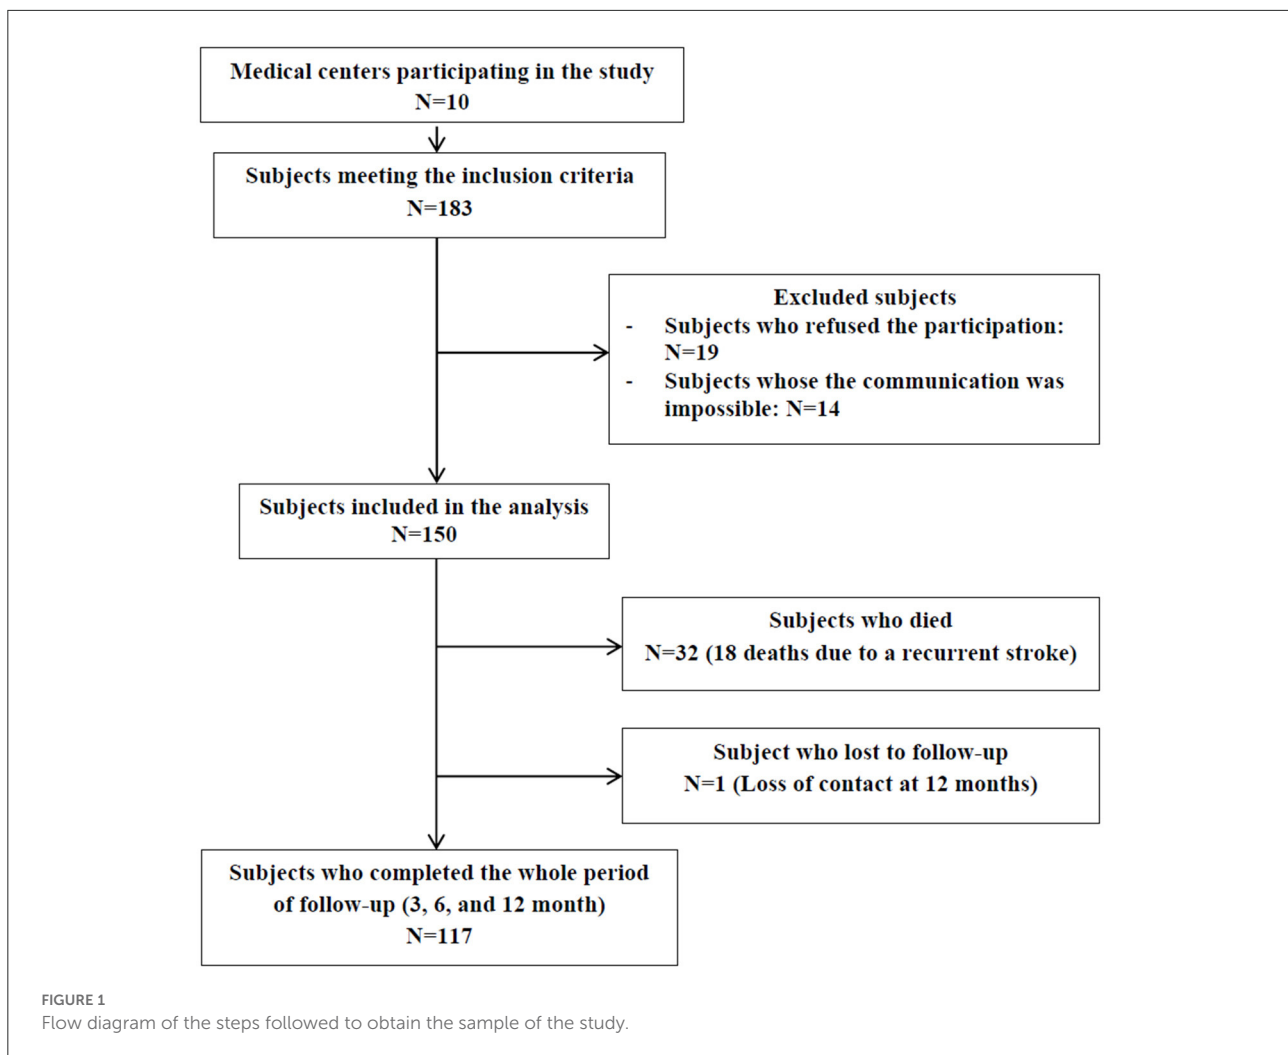 Medical centers participating in the study
N=10
Subjects meeting the inclusion criteria
N=183
Excluded subjects
- Subjects who refused the participation:
N=19
- Subjects whose the communication was
impossible: N=14
Subjects included in the analysis
N=150
Subjects who died
N=32 (18 deaths due to a recurrent stroke)
Subject who lost to follow-up
N=1 (Loss of contact at 12 months)
Subjects who completed the whole period
of follow-up (3, 6, and 12 month)
N=117
FIGURE 1
Flow diagram of the steps followed to obtain the sample of the study.